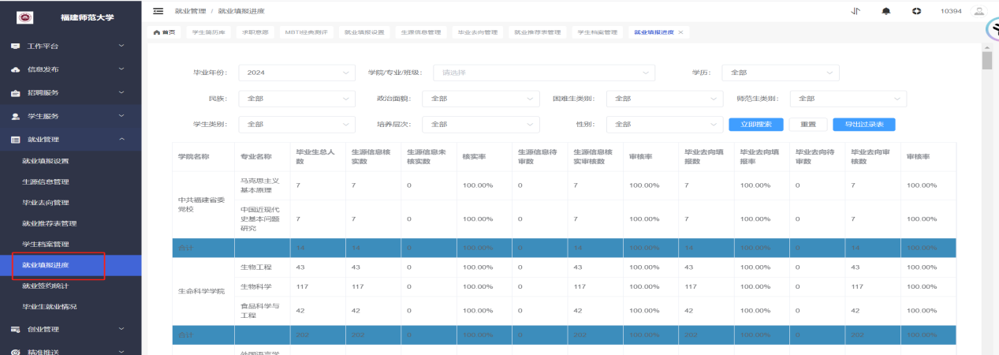 福建师范大学
就业管理 / 就业填报进度
10394
首页 学生简历库 求职意愿 MBTI经典测评 就业填报设置 生源信息管理 毕业去向管理 就业推荐表管理 学生档案管理 就业填报进度 ×
工作平台
信息发布
招聘服务
学生服务
就业管理
就业填报设置
生源信息管理
毕业去向管理
就业推荐表管理
学生档案管理
就业填报进度
就业签约统计
毕业生就业情况
创业管理
精准推送
毕业年份: 2024 学院/专业/班级: 请选择 学历: 全部
民族: 全部 政治面貌: 全部 困难生类别: 全部 师范生类别: 全部
学生类别: 全部 培养层次: 全部 性别: 全部 立即搜索 重置 导出过录表
学院名称 专业名称 毕业生总人数 生源信息核实数 生源信息未核实数 核实率 生源信息待审数 生源信息核实审核数 审核率 毕业去向填报数 毕业去向填报率 毕业去向待审数 毕业去向审核数 审核率
中共福建省委党校
马克思主义基本原理 7 7 0 100.00% 0 7 100.00% 7 100.00% 0 7 100.00%
中国近现代史基本问题研究 7 7 0 100.00% 0 7 100.00% 7 100.00% 0 7 100.00%
合计 14 14 0 100.00% 0 14 100.00% 14 100.00% 0 14 100.00%
生命科学学院
生物工程 43 43 0 100.00% 0 43 100.00% 43 100.00% 0 43 100.00%
生物科学 117 117 0 100.00% 0 117 100.00% 117 100.00% 0 117 100.00%
食品科学与工程 42 42 0 100.00% 0 42 100.00% 42 100.00% 0 42 100.00%
合计 202 202 0 100.00% 0 202 100.00% 202 100.00% 0 202 100.00%
外国语言学